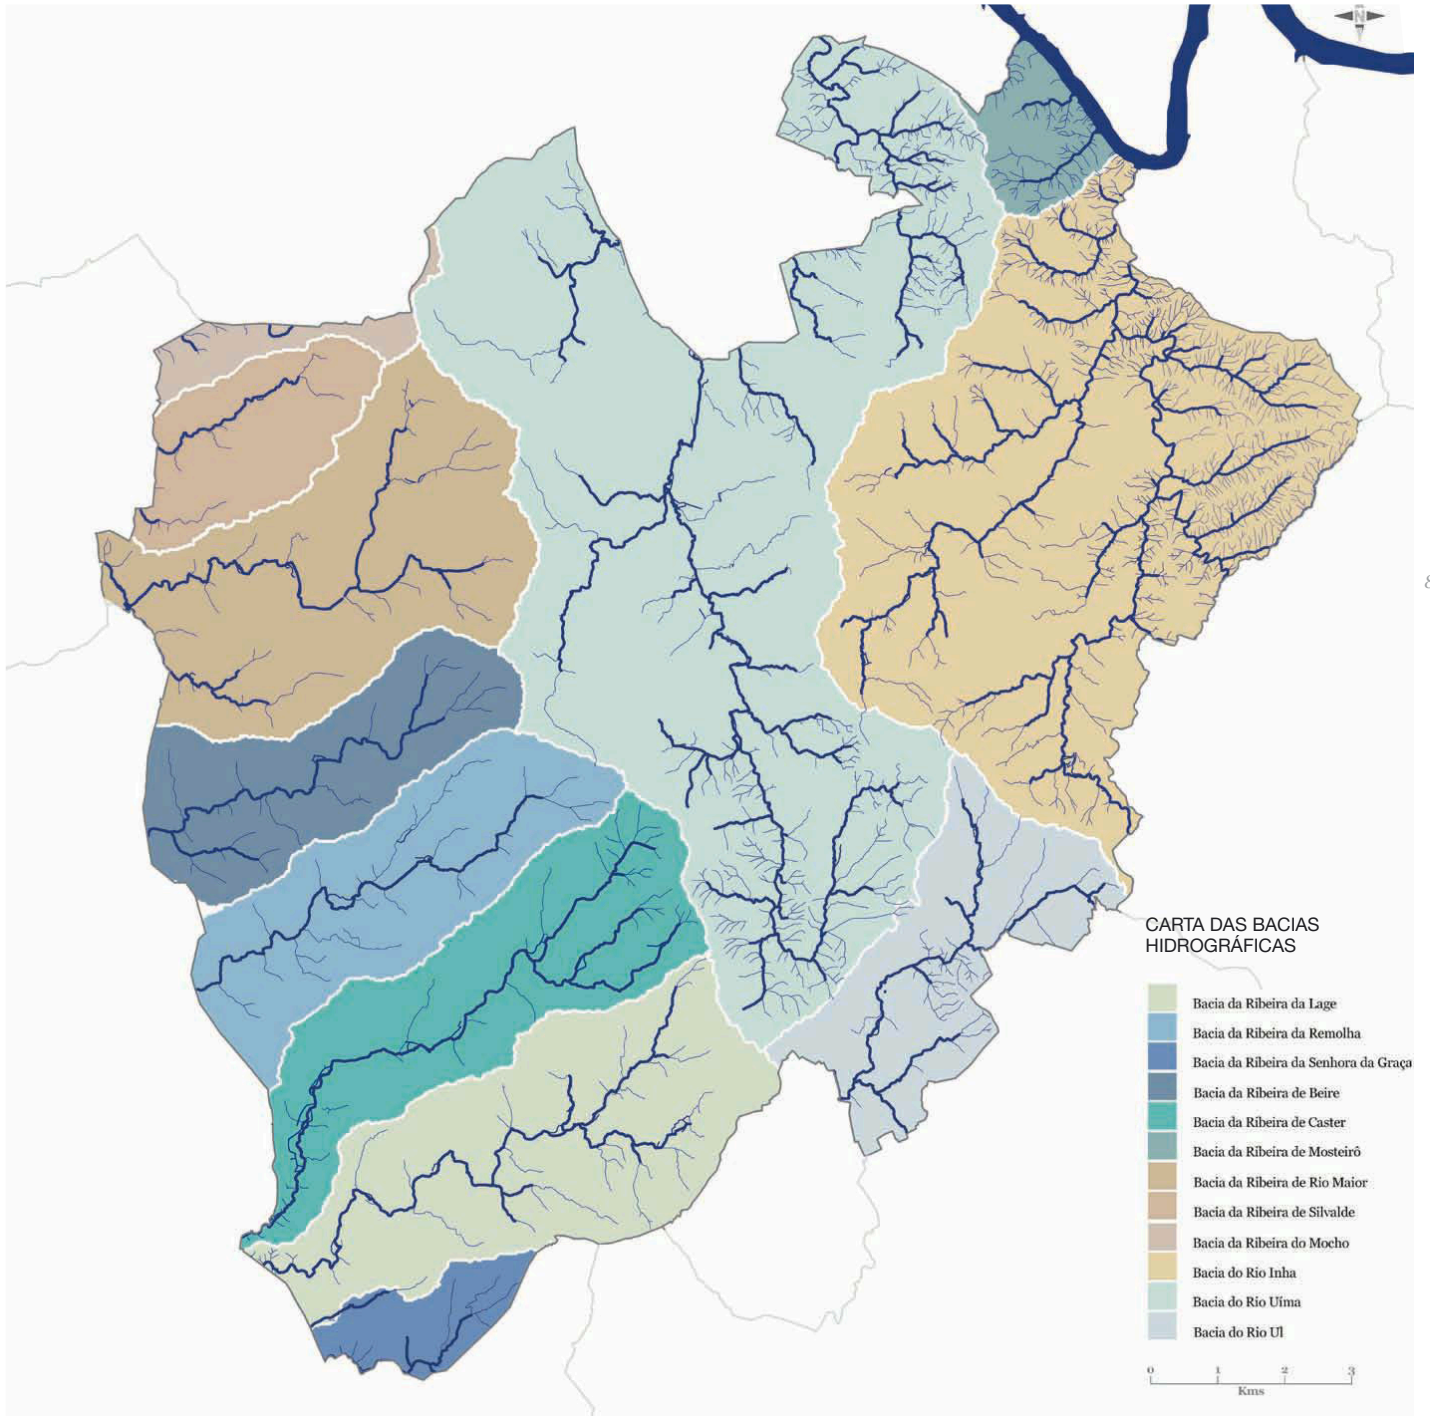 N
CARTA DAS BACIAS
HIDROGRÁFICAS
Bacia da Ribeira da Lage
Bacia da Ribeira da Remolha
Bacia da Ribeira da Senhora da Graça
Bacia da Ribeira de Beire
Bacia da Ribeira de Caster
Bacia da Ribeira de Mosteirô
Bacia da Ribeira de Rio Maior
Bacia da Ribeira de Silvalde
Bacia da Ribeira do Mocho
Bacia do Rio Inha
Bacia do Rio Uíma
Bacia do Rio Ul
0 1 2 3
Kms